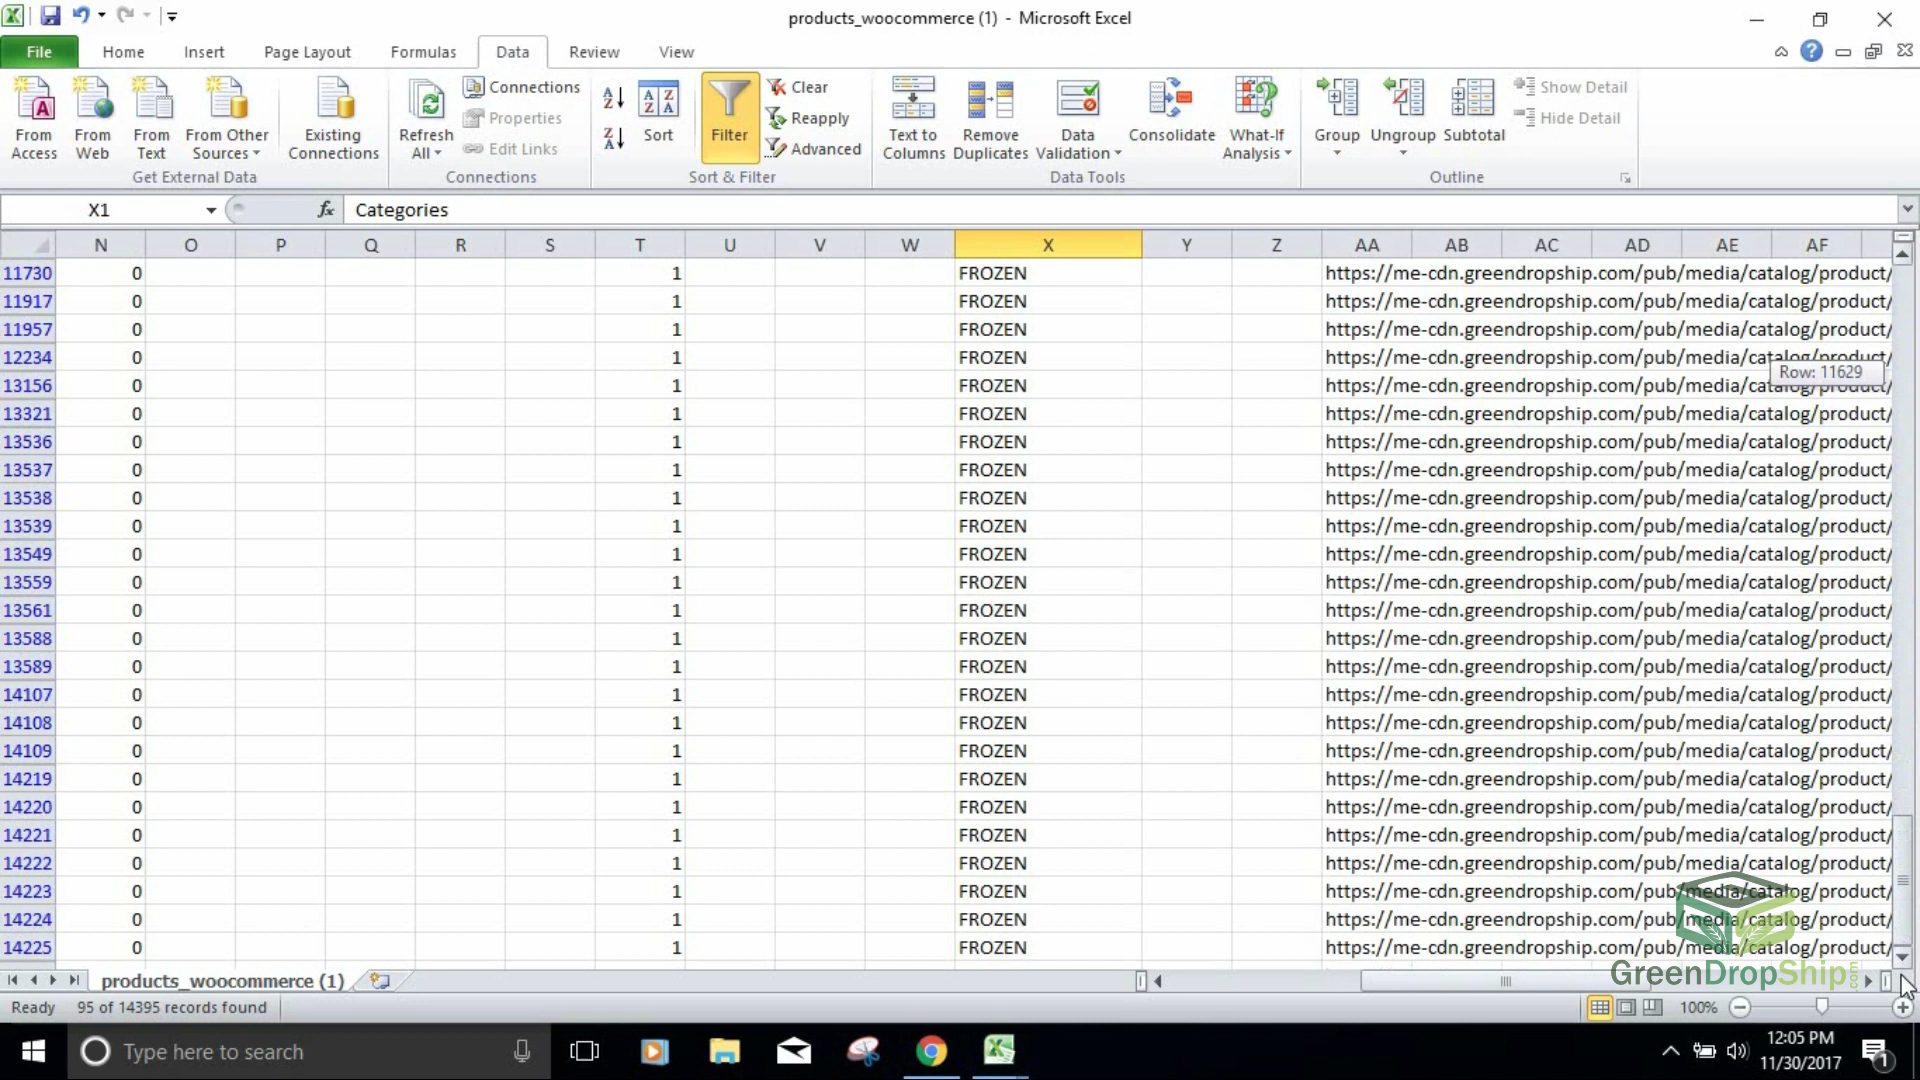 products_woocommerce (1) - Microsoft Excel
File Home Insert Page Layout Formulas Data Review View
From Access From Web From Text From Other Sources Existing Connections Refresh All Connections Properties Edit Links Sort Filter Clear Reapply Advanced Text to Columns Remove Duplicates Data Validation Consolidate What-If Analysis Group Ungroup Subtotal Show Detail Hide Detail
Get External Data Connections Sort & Filter Data Tools Outline
X1 fx Categories
N O P Q R S T U V W X Y Z AA AB AC AD AE AF
11730 0 1 FROZEN https://me-cdn.greendropship.com/pub/media/catalog/product/
11917 0 1 FROZEN https://me-cdn.greendropship.com/pub/media/catalog/product/
11957 0 1 FROZEN https://me-cdn.greendropship.com/pub/media/catalog/product/
12234 0 1 FROZEN https://me-cdn.greendropship.com/pub/media/catalog/product/
Row: 11629
13156 0 1 FROZEN https://me-cdn.greendropship.com/pub/media/catalog/product/
13321 0 1 FROZEN https://me-cdn.greendropship.com/pub/media/catalog/product/
13536 0 1 FROZEN https://me-cdn.greendropship.com/pub/media/catalog/product/
13537 0 1 FROZEN https://me-cdn.greendropship.com/pub/media/catalog/product/
13538 0 1 FROZEN https://me-cdn.greendropship.com/pub/media/catalog/product/
13539 0 1 FROZEN https://me-cdn.greendropship.com/pub/media/catalog/product/
13549 0 1 FROZEN https://me-cdn.greendropship.com/pub/media/catalog/product/
13559 0 1 FROZEN https://me-cdn.greendropship.com/pub/media/catalog/product/
13561 0 1 FROZEN https://me-cdn.greendropship.com/pub/media/catalog/product/
13588 0 1 FROZEN https://me-cdn.greendropship.com/pub/media/catalog/product/
13589 0 1 FROZEN https://me-cdn.greendropship.com/pub/media/catalog/product/
14107 0 1 FROZEN https://me-cdn.greendropship.com/pub/media/catalog/product/
14108 0 1 FROZEN https://me-cdn.greendropship.com/pub/media/catalog/product/
14109 0 1 FROZEN https://me-cdn.greendropship.com/pub/media/catalog/product/
14219 0 1 FROZEN https://me-cdn.greendropship.com/pub/media/catalog/product/
14220 0 1 FROZEN https://me-cdn.greendropship.com/pub/media/catalog/product/
14221 0 1 FROZEN https://me-cdn.greendropship.com/pub/media/catalog/product/
14222 0 1 FROZEN https://me-cdn.greendropship.com/pub/media/catalog/product/
14223 0 1 FROZEN https://me-cdn.greendropship.com/pub/media/catalog/product/
14224 0 1 FROZEN https://me-cdn.greendropship.com/pub/media/catalog/product/
14225 0 1 FROZEN https://me-cdn.greendropship.com/pub/media/catalog/product/
GreenDropShip.com
products_woocommerce (1)
Ready 95 of 14395 records found 100%
Type here to search
12:05 PM
11/30/2017
1